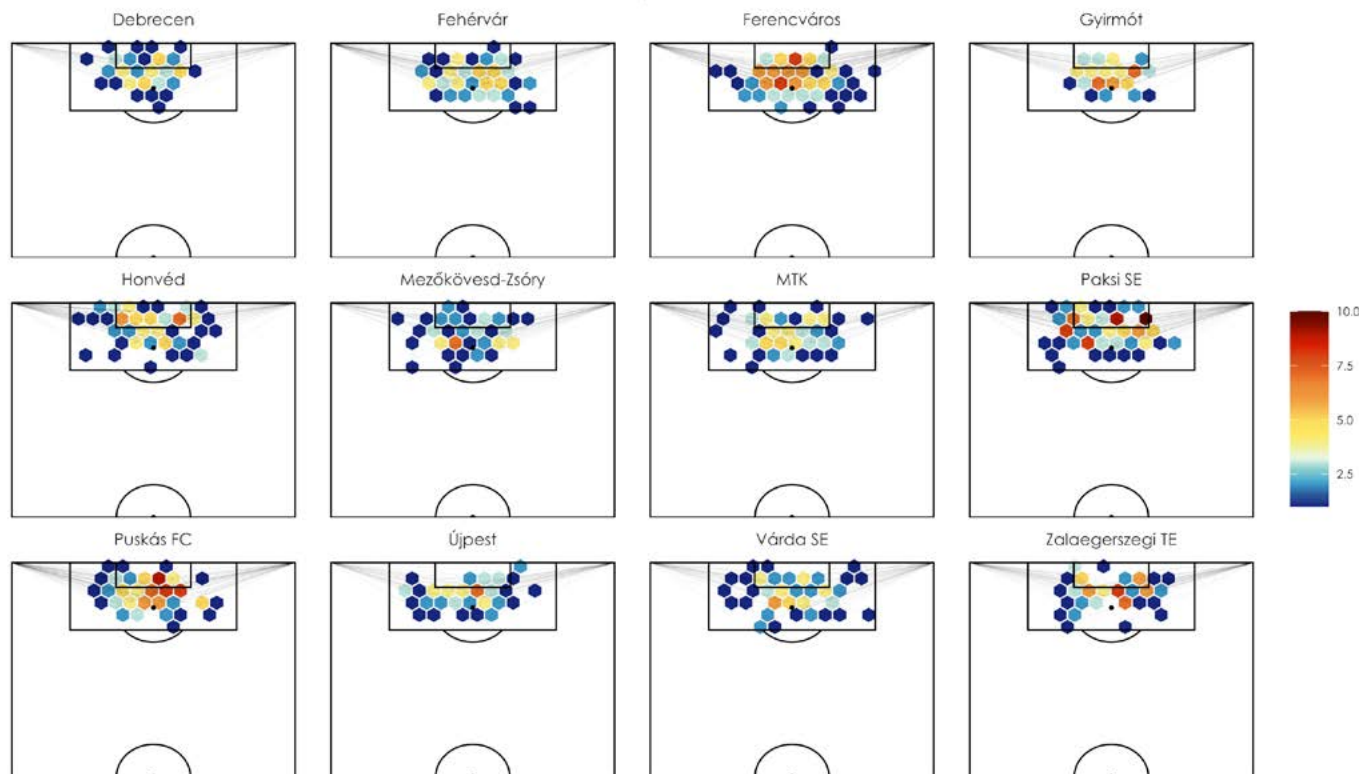 Debrecen
Fehérvár
Ferencváros
Gyirmót
Honvéd
Mezőkövesd-Zsóry
MTK
Paksi SE
10.0
7.5
5.0
2.5
Puskás FC
Újpest
Várda SE
Zalaegerszegi TE